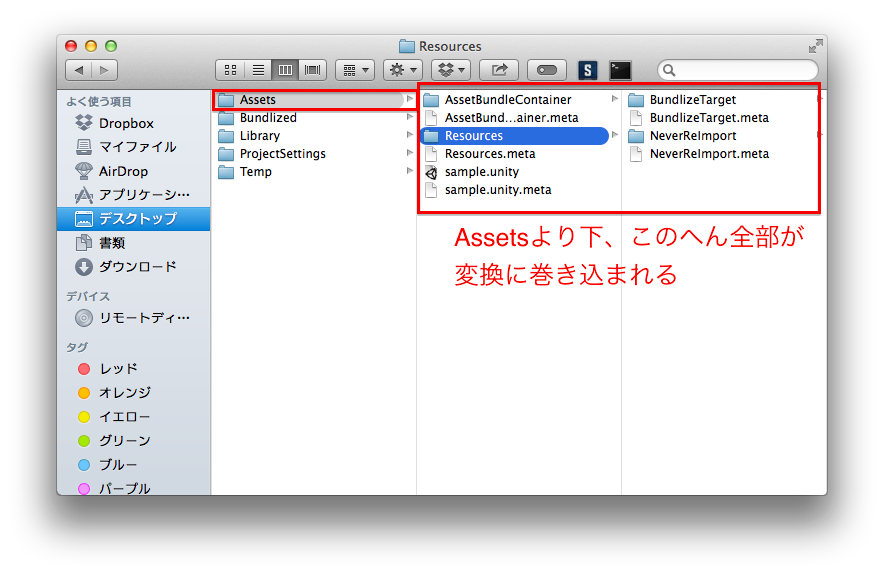 Resources
よく使う項目
Dropbox
マイファイル
AirDrop
アプリケーシ…
デスクトップ
書類
ダウンロード
デバイス
リモートディ…
タグ
レッド
オレンジ
イエロー
グリーン
ブルー
パープル
Assets
Bundlized
Library
ProjectSettings
Temp
AssetBundleContainer
AssetBund…ainer.meta
Resources
Resources.meta
sample.unity
sample.unity.meta
BundlizeTarget
BundlizeTarget.meta
NeverReImport
NeverReImport.meta
Assetsより下、このへん全部が
変換に巻き込まれる